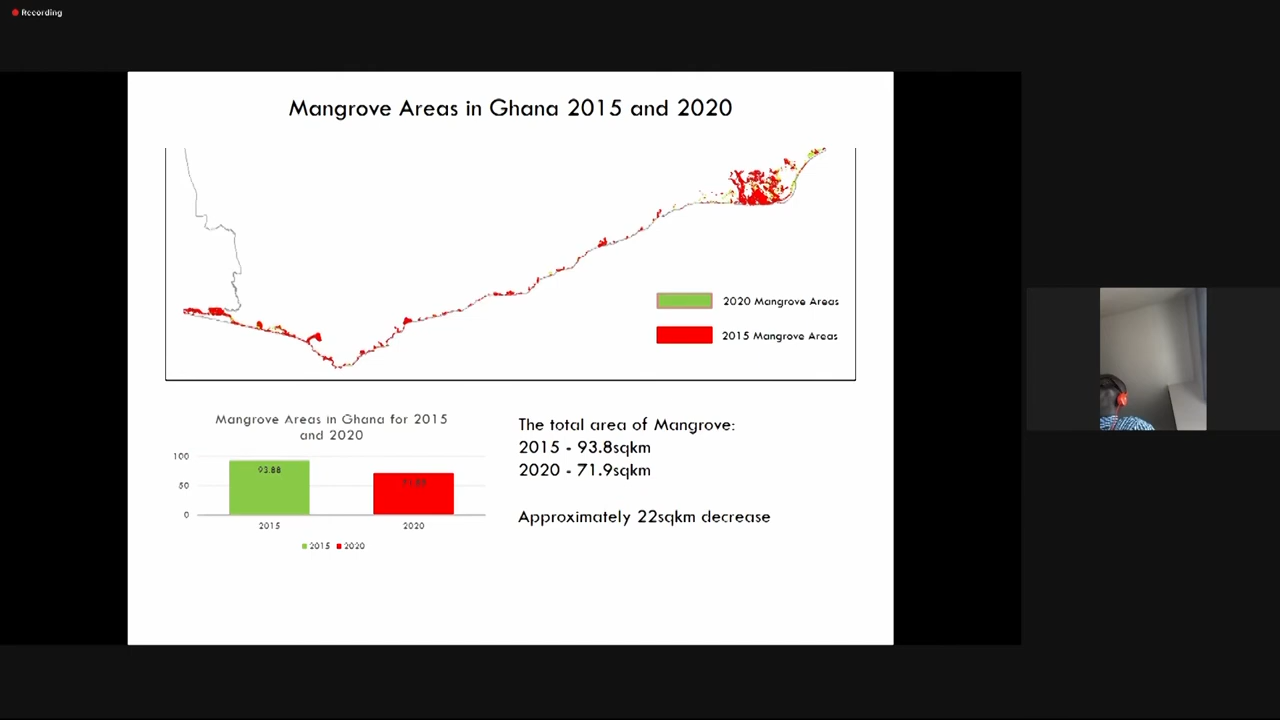 Recording
Mangrove Areas in Ghana 2015 and 2020
2020 Mangrove Areas
2015 Mangrove Areas
Mangrove Areas in Ghana for 2015
and 2020
100
50
0
93.88
2015
2020
2015 2020
The total area of Mangrove:
2015 - 93.8sqkm
2020 - 71.9sqkm
Approximately 22sqkm decrease